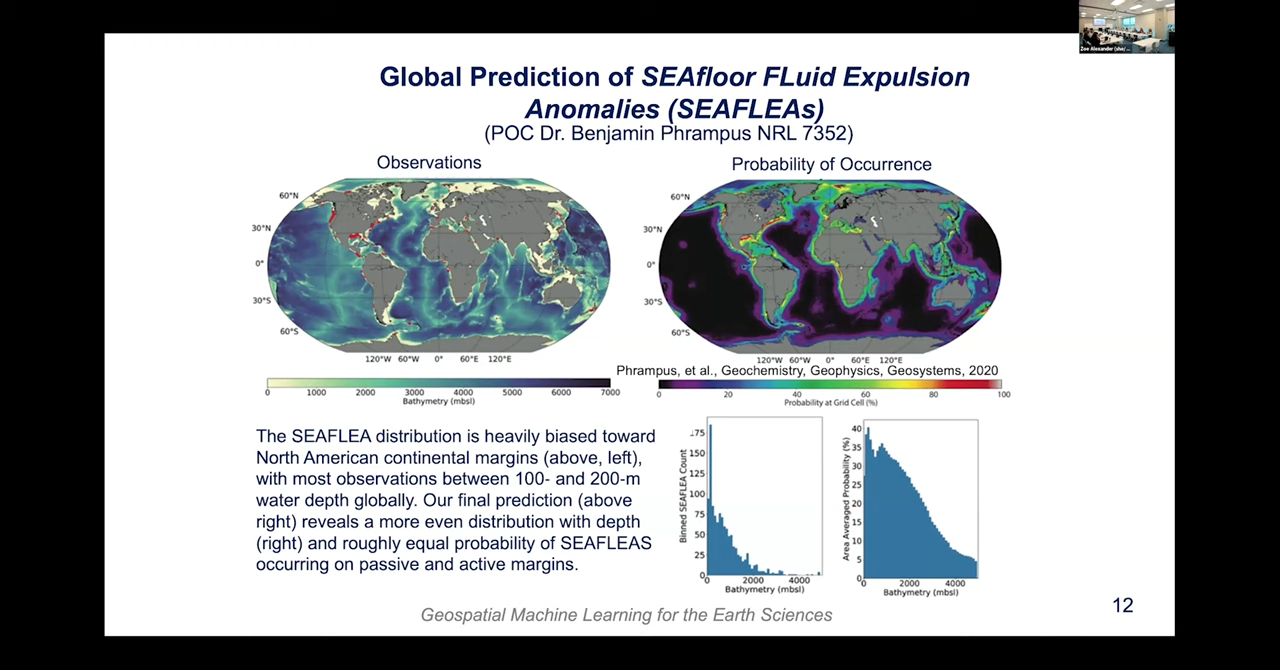 Zoe Alexander (she/...
Global Prediction of SEAfloor FLuid Expulsion
Anomalies (SEAFLEAs)
(POC Dr. Benjamin Phrampus NRL 7352)
Observations
60°N
30°N
0°
30°S
60°S
120°W 60°W 0° 60°E 120°E
0 1000 2000 3000 4000 5000 6000 7000
Bathymetry (mbsl)
Probability of Occurrence
60°N
30°N
0°
30°S
60°S
120°W 60°W 0° 60°E 120°E
Phrampus, et al., Geochemistry, Geophysics, Geosystems, 2020
0 20 40 60 80 100
Probability at Grid Cell (%)
The SEAFLEA distribution is heavily biased toward
North American continental margins (above, left),
with most observations between 100- and 200-m
water depth globally. Our final prediction (above
right) reveals a more even distribution with depth
(right) and roughly equal probability of SEAFLEAS
occurring on passive and active margins.
Binned SEAFLEA Count
175
150
125
100
75
50
25
0
0 2000 4000
Bathymetry (mbsl)
Area Averaged Probability (%)
40
35
30
25
20
15
10
5
0
0 2000 4000
Bathymetry (mbsl)
Geospatial Machine Learning for the Earth Sciences
12